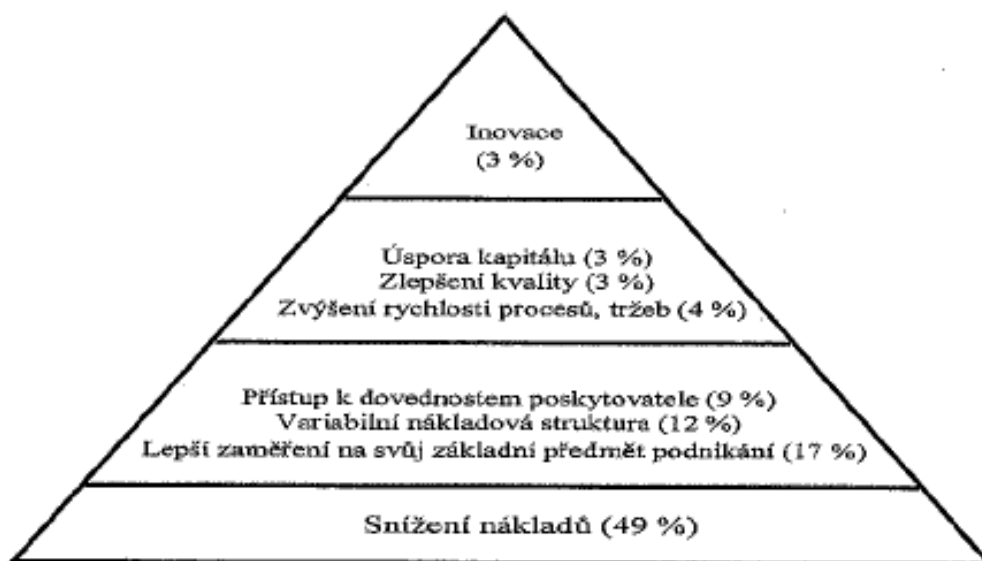 Inovace
(3 %)
Úspora kapitálu (3 %)
Zlepšení kvality (3 %)
Zvýšení rychlosti procesů, tržeb (4 %)
Přístup k dovednostem poskytovatele (9 %)
Variabilní nákladová struktura (12 %)
Lepší zaměření na svůj základní předmět podnikání (17 %)
Snížení nákladů (49 %)